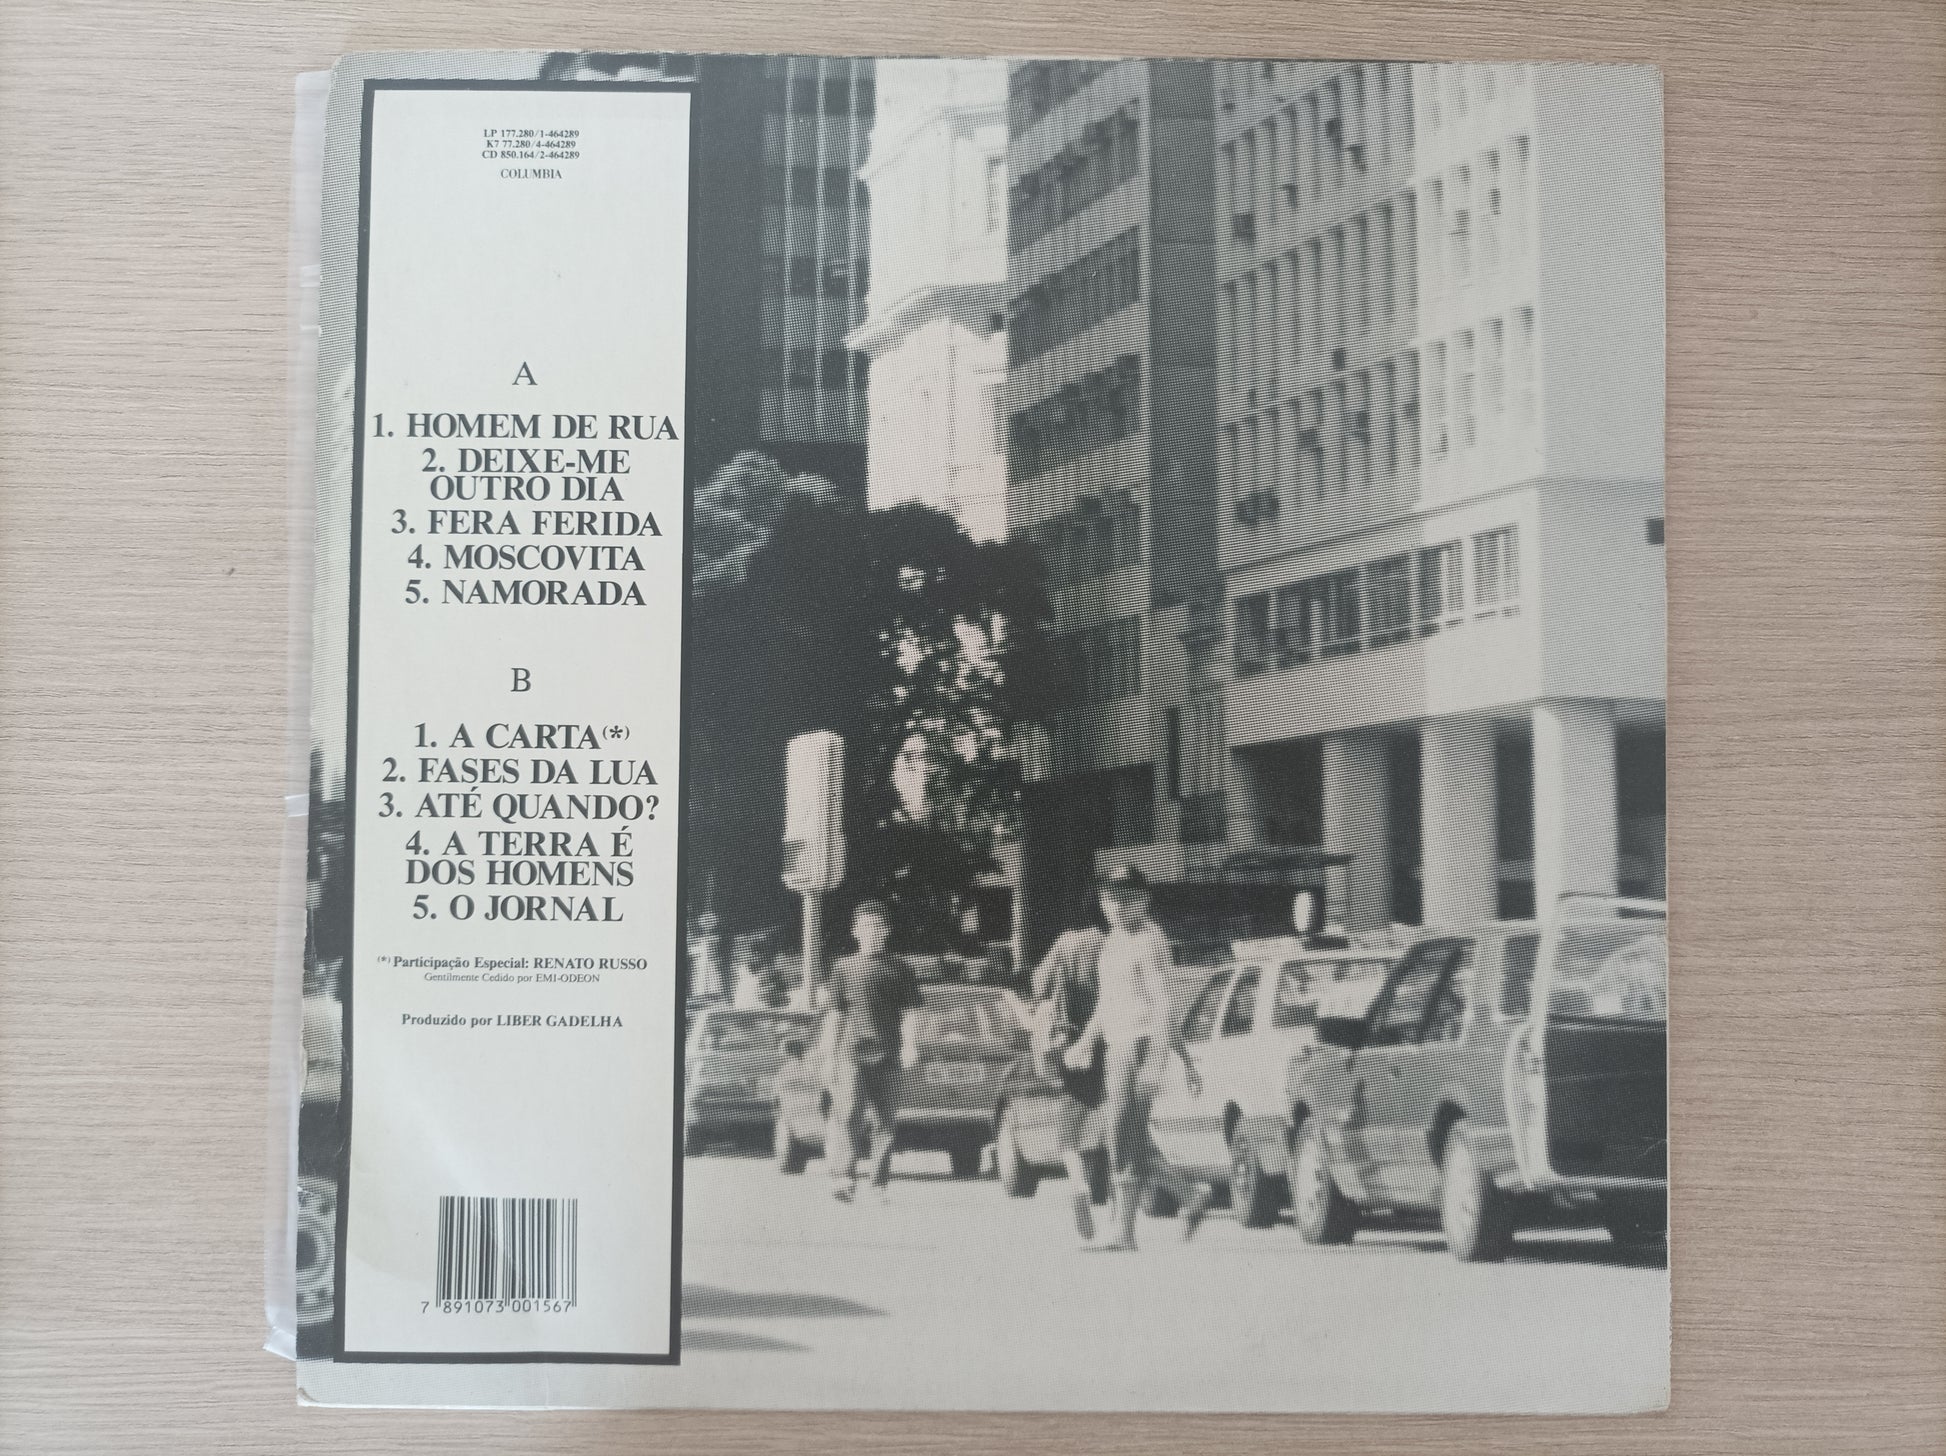 LP 177.280/1-464289
K7 77.280/4-464289
CD 850.164/2-464289
COLUMBIA
A
1. HOMEM DE RUA
2. DEIXE-ME
OUTRO DIA
3. FERA FERIDA
4. MOSCOVITA
5. NAMORADA
B
1. A CARTA(*)
2. FASES DA LUA
3. ATÉ QUANDO?
4. A TERRA É
DOS HOMENS
5. O JORNAL
(*) Participação Especial: RENATO RUSSO
Gentilmente Cedido por EMI-ODEON
Produzido por LIBER GADELHA
7 891073 001567